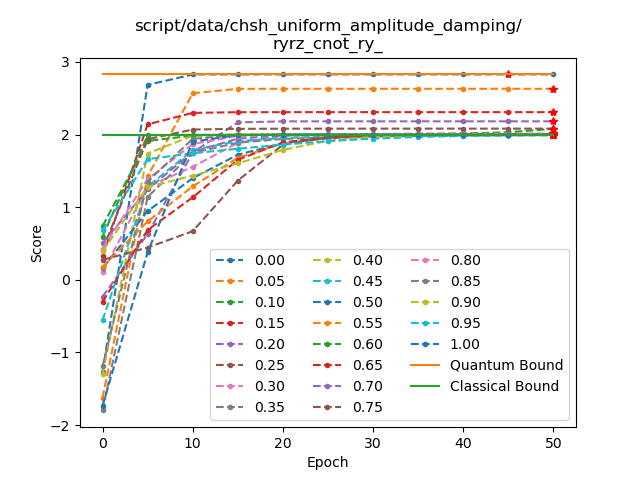 script/data/chsh_uniform_amplitude_damping/
ryrz_cnot_ry_
Score
3
2
1
0
−1
−2
0 10 20 30 40 50
Epoch
0.00 0.40 0.80
0.05 0.45 0.85
0.10 0.50 0.90
0.15 0.55 0.95
0.20 0.60 1.00
0.25 0.65 Quantum Bound
0.30 0.70 Classical Bound
0.35 0.75